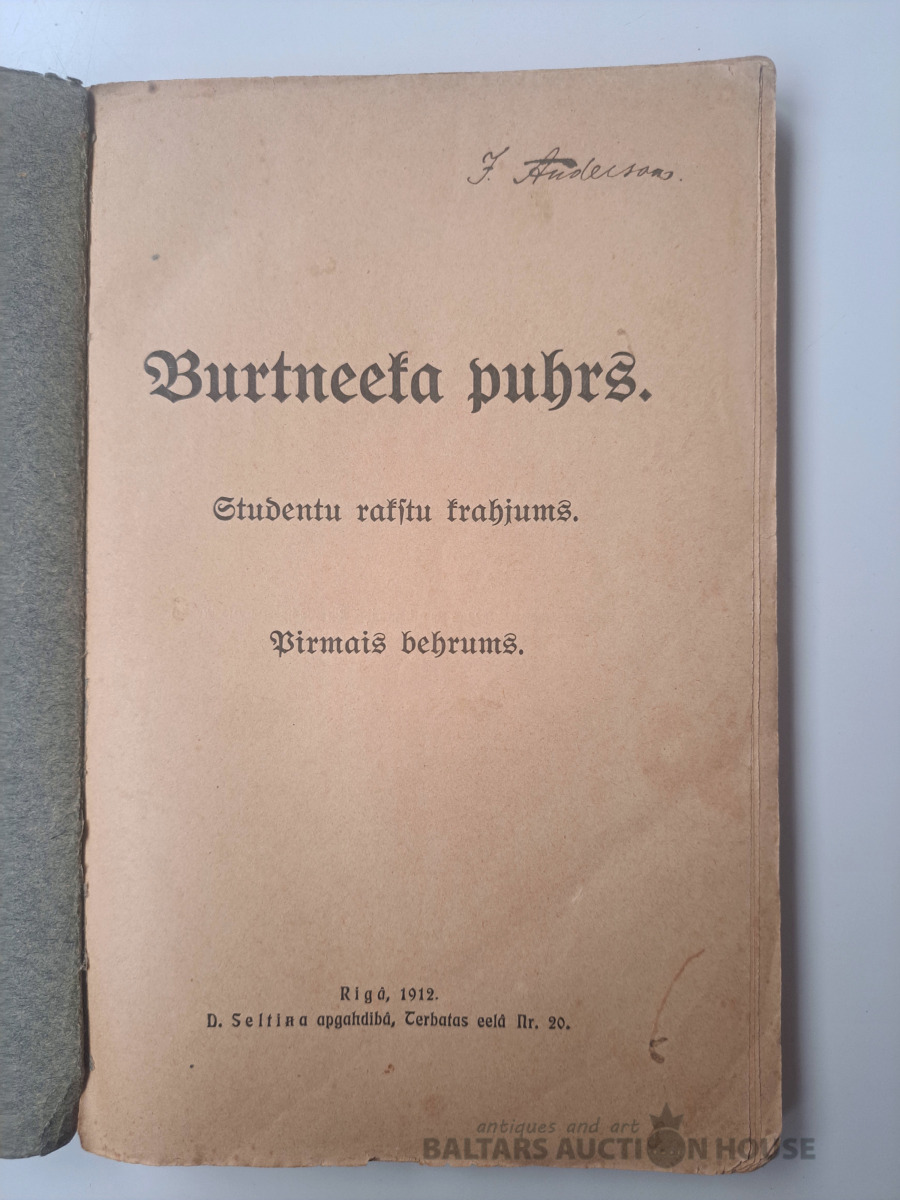 J. Andersons.
Burtneeka puhrs.
Studentu rakſtu krahjums.
Pirmais behrums.
Rigâ, 1912.
D. Seltiņa apgahdibâ, Terbatas eelâ Nr. 20.
antiques and art
BALTARS AUCTION HOUSE